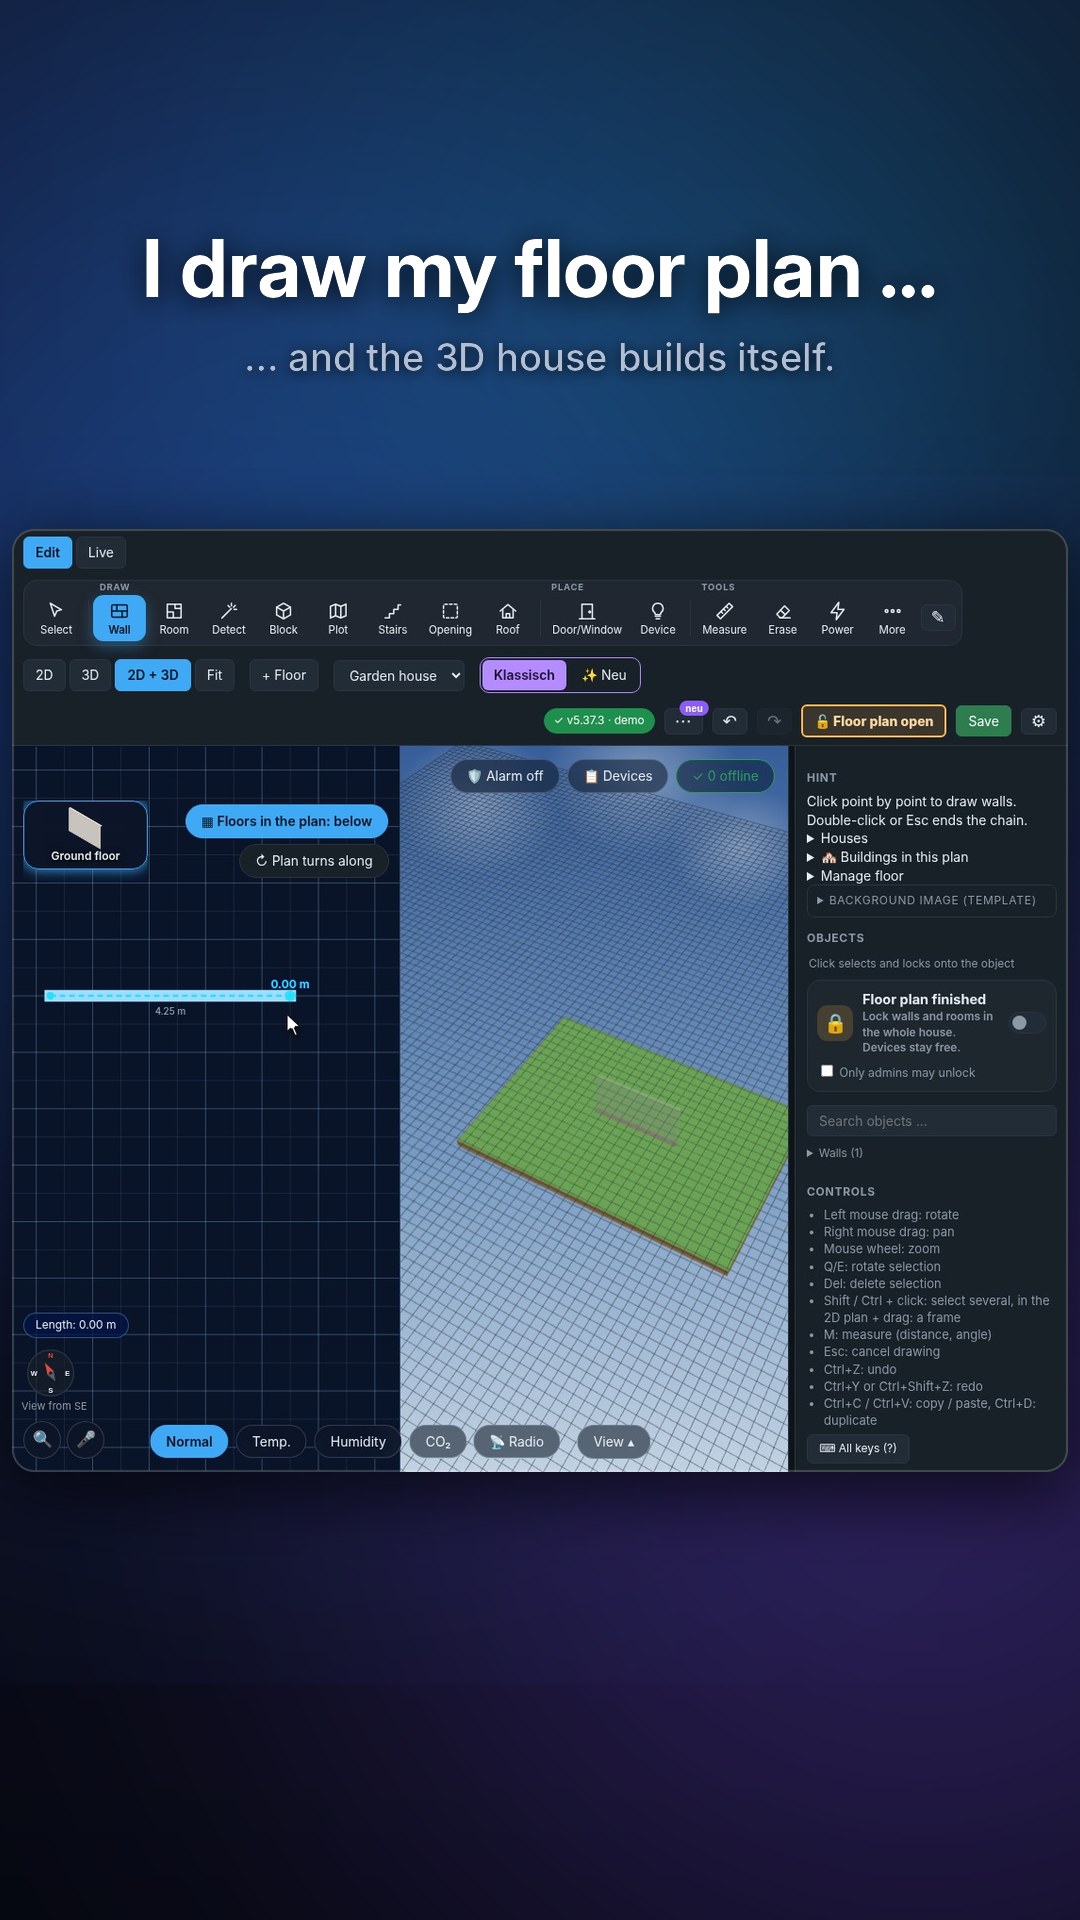 I draw my floor plan ...
... and the 3D house builds itself.
Edit
Live
DRAW
PLACE
TOOLS
Select
Wall
Room
Detect
Block
Plot
Stairs
Opening
Roof
Door/Window
Device
Measure
Erase
Power
More
2D
3D
2D + 3D
Fit
+ Floor
Garden house
Klassisch
✨ Neu
✓ v5.37.3 · demo
neu
Floor plan open
Save
Ground floor
Floors in the plan: below
Plan turns along
0.00 m
4.25 m
Length: 0.00 m
N
W
E
S
View from SE
Alarm off
Devices
✓ 0 offline
Normal
Temp.
Humidity
CO₂
Radio
View
HINT
Click point by point to draw walls.
Double-click or Esc ends the chain.
Houses
Buildings in this plan
Manage floor
BACKGROUND IMAGE (TEMPLATE)
OBJECTS
Click selects and locks onto the object
Floor plan finished
Lock walls and rooms in
the whole house.
Devices stay free.
Only admins may unlock
Search objects ...
Walls (1)
CONTROLS
• Left mouse drag: rotate
• Right mouse drag: pan
• Mouse wheel: zoom
• Q/E: rotate selection
• Del: delete selection
• Shift / Ctrl + click: select several, in the
2D plan + drag: a frame
• M: measure (distance, angle)
• Esc: cancel drawing
• Ctrl+Z: undo
• Ctrl+Y or Ctrl+Shift+Z: redo
• Ctrl+C / Ctrl+V: copy / paste, Ctrl+D:
duplicate
All keys (?)